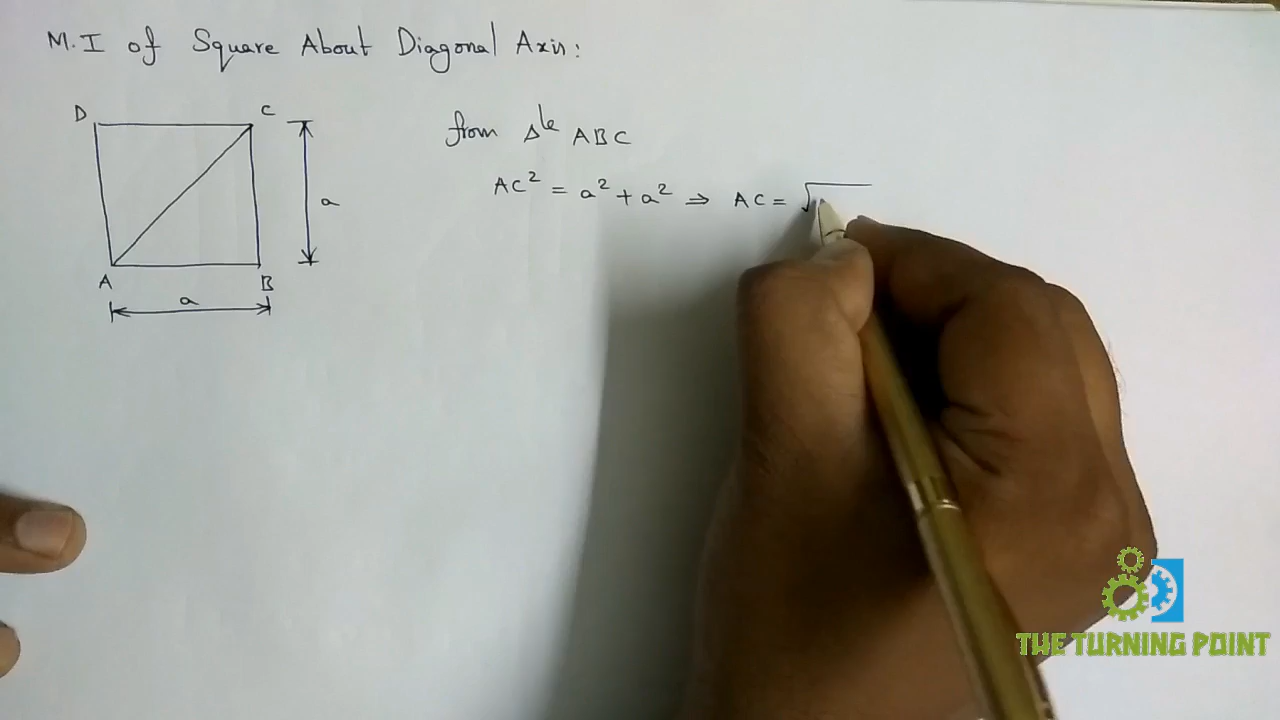 M.I of Square About Diagonal Axis:
D
C
from Δle ABC
AC² = a² + a² ⇒ AC = √
a
A
B
a
THE TURNING POINT